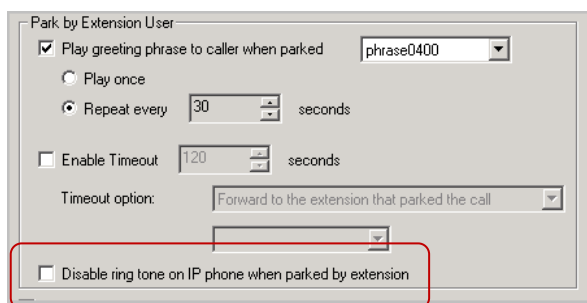 Park by Extension User
Play greeting phrase to caller when parked phrase0400
Play once
Repeat every 30 seconds
Enable Timeout 120 seconds
Timeout option: Forward to the extension that parked the call
Disable ring tone on IP phone when parked by extension